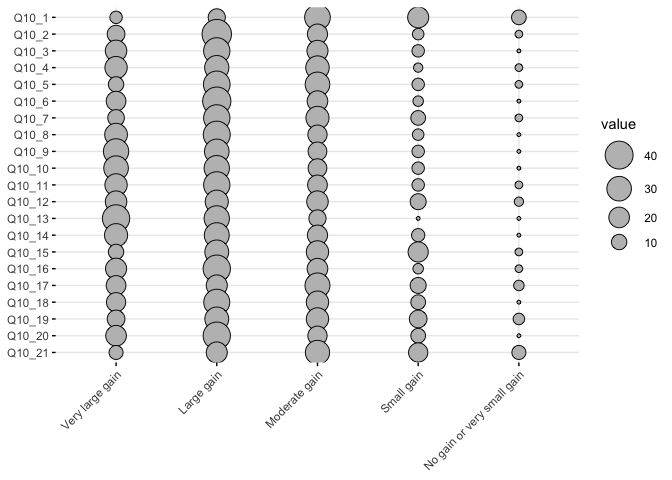 Q10_1
Q10_2
Q10_3
Q10_4
Q10_5
Q10_6
Q10_7
Q10_8
Q10_9
Q10_10
Q10_11
Q10_12
Q10_13
Q10_14
Q10_15
Q10_16
Q10_17
Q10_18
Q10_19
Q10_20
Q10_21
Very large gain
Large gain
Moderate gain
Small gain
No gain or very small gain
value
40
30
20
10